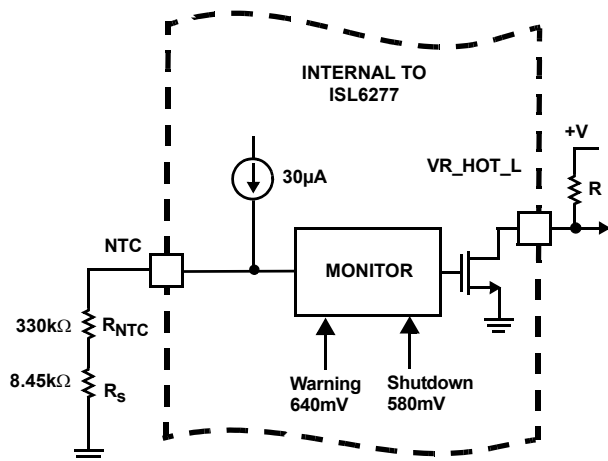 INTERNAL TO
ISL6277
+V
VR_HOT_L
30µA
R
NTC
MONITOR
330kΩ
RNTC
8.45kΩ
Rs
Warning
640mV
Shutdown
580mV